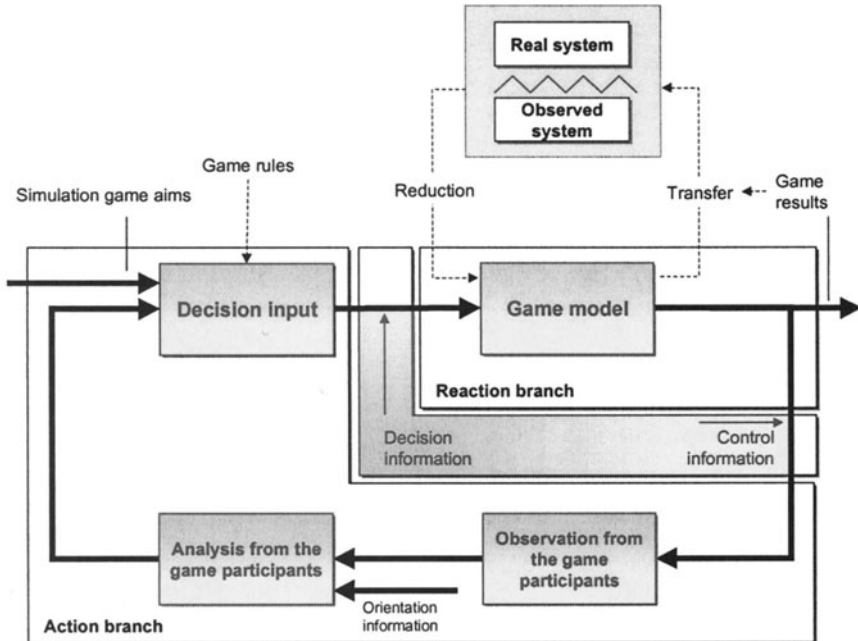 Real system
Observed
system
Game rules
Simulation game aims
Reduction
Transfer
Game
results
Decision input
Game model
Reaction branch
Decision
information
Control
information
Analysis from the
game participants
Observation from
the game
participants
Orientation
information
Action branch